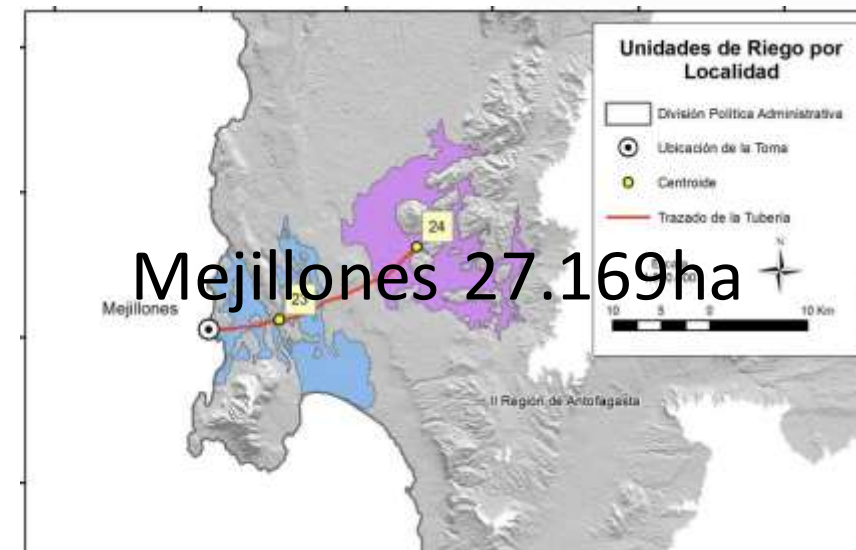 Unidades de Riego por
Localidad
División Política Administrativa
Ubicación de la Toma
Centroide
Trazado de la Tubería
N
10 5 0 10 Km
24
Mejillones 27.169ha
23
Mejillones
II Región de Antofagasta